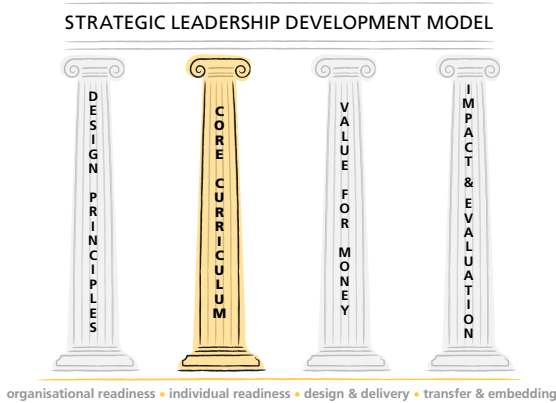 STRATEGIC LEADERSHIP DEVELOPMENT MODEL
DESIGN PRINCIPLES
CORE CURRICULUM
VALUE FOR MONEY
IMPACT & EVALUATION
organisational readiness • individual readiness • design & delivery • transfer & embedding